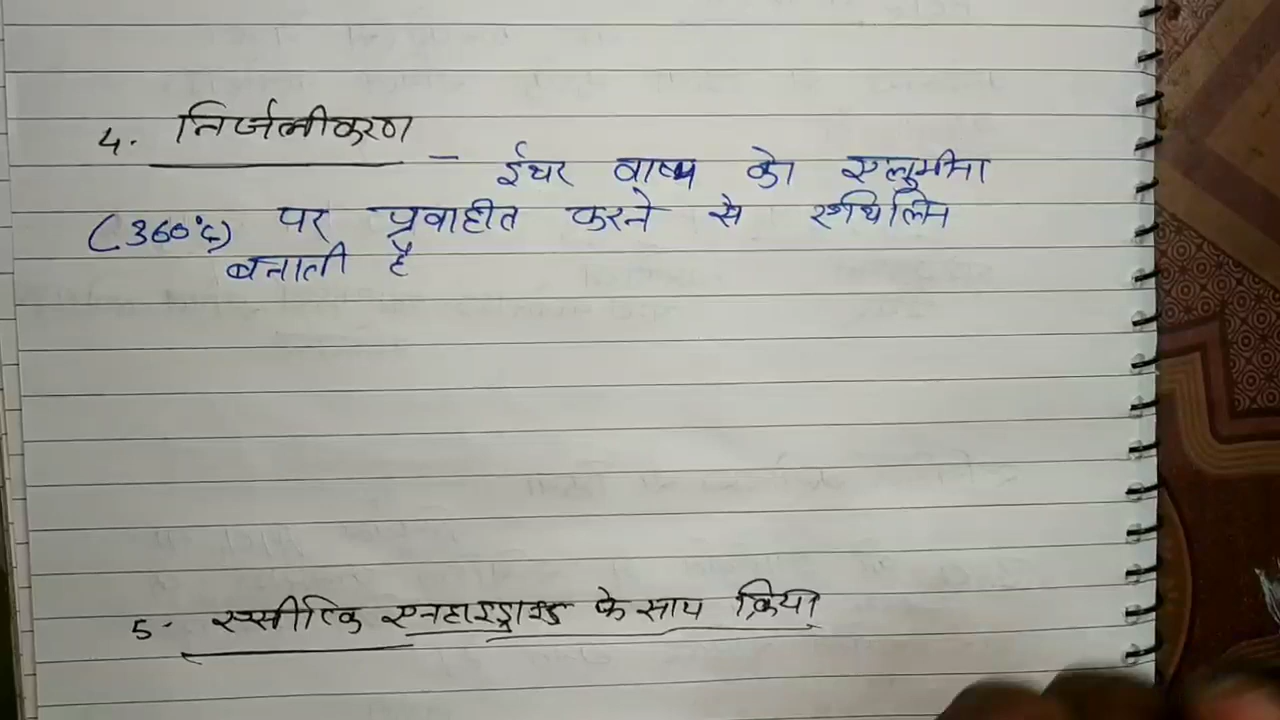 4. निर्जलीकरण
— ईथर वाष्प को एलुमीना
(360°C) पर प्रवाहीत करने से एथिलिन
बनाती है
5. एसीटिक एनहाइड्राइड के साथ क्रिया